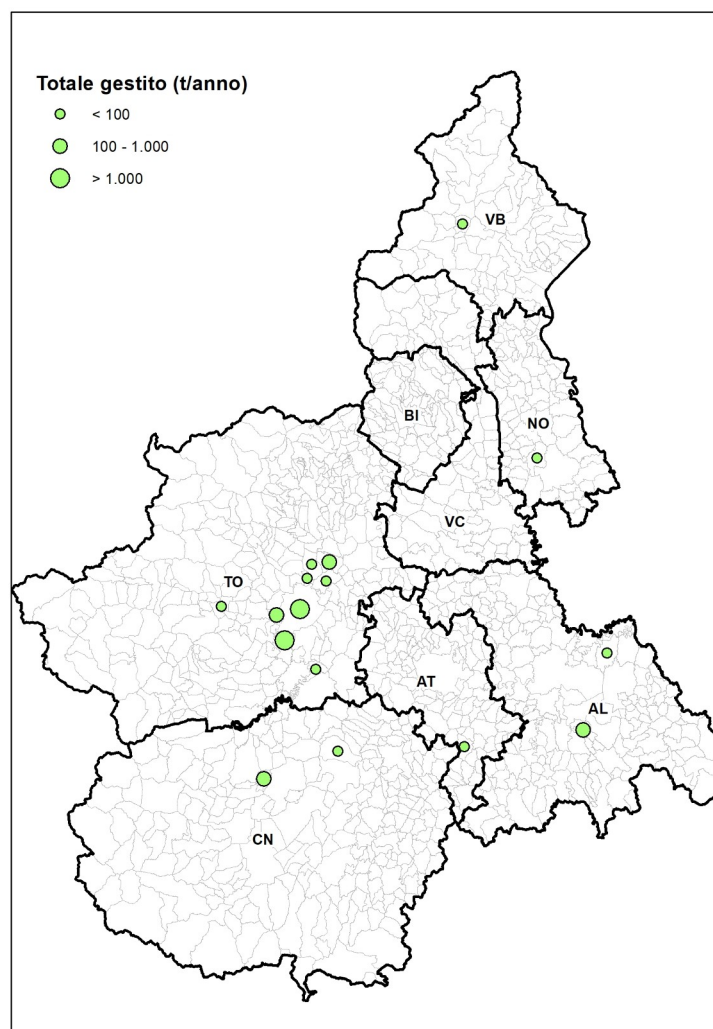 Totale gestito (t/anno)
< 100
100 - 1.000
> 1.000
VB
BI
NO
VC
TO
AT
AL
CN